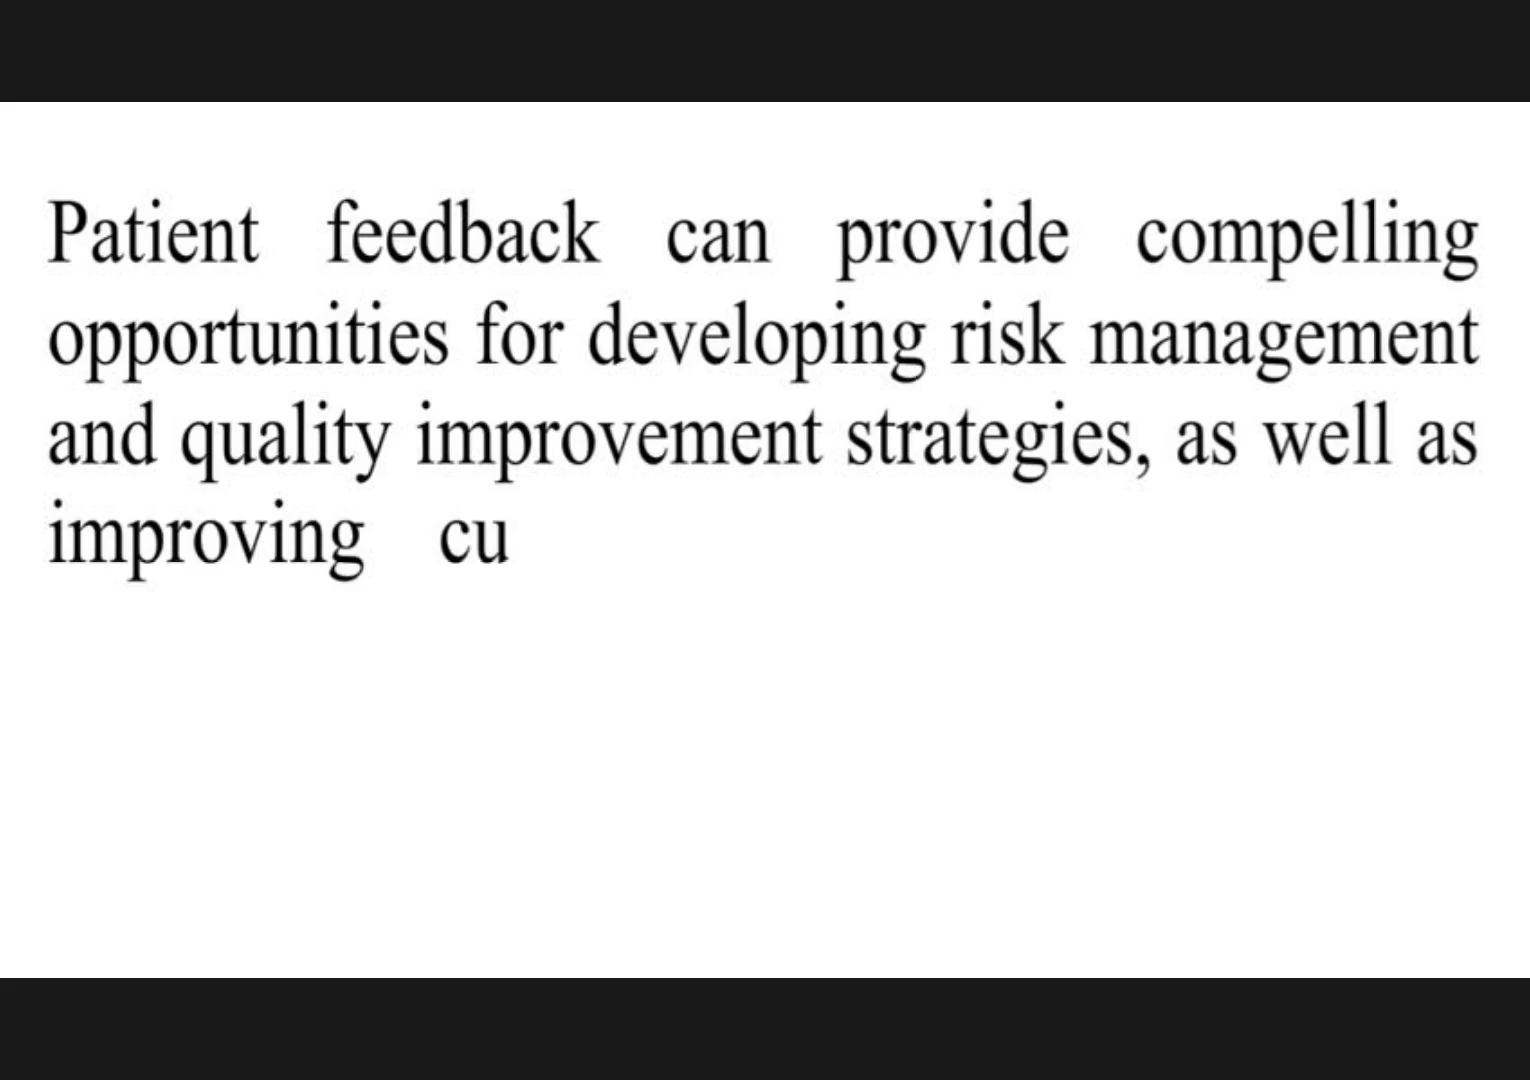 Patient feedback can provide compelling
opportunities for developing risk management
and quality improvement strategies, as well as
improving cu